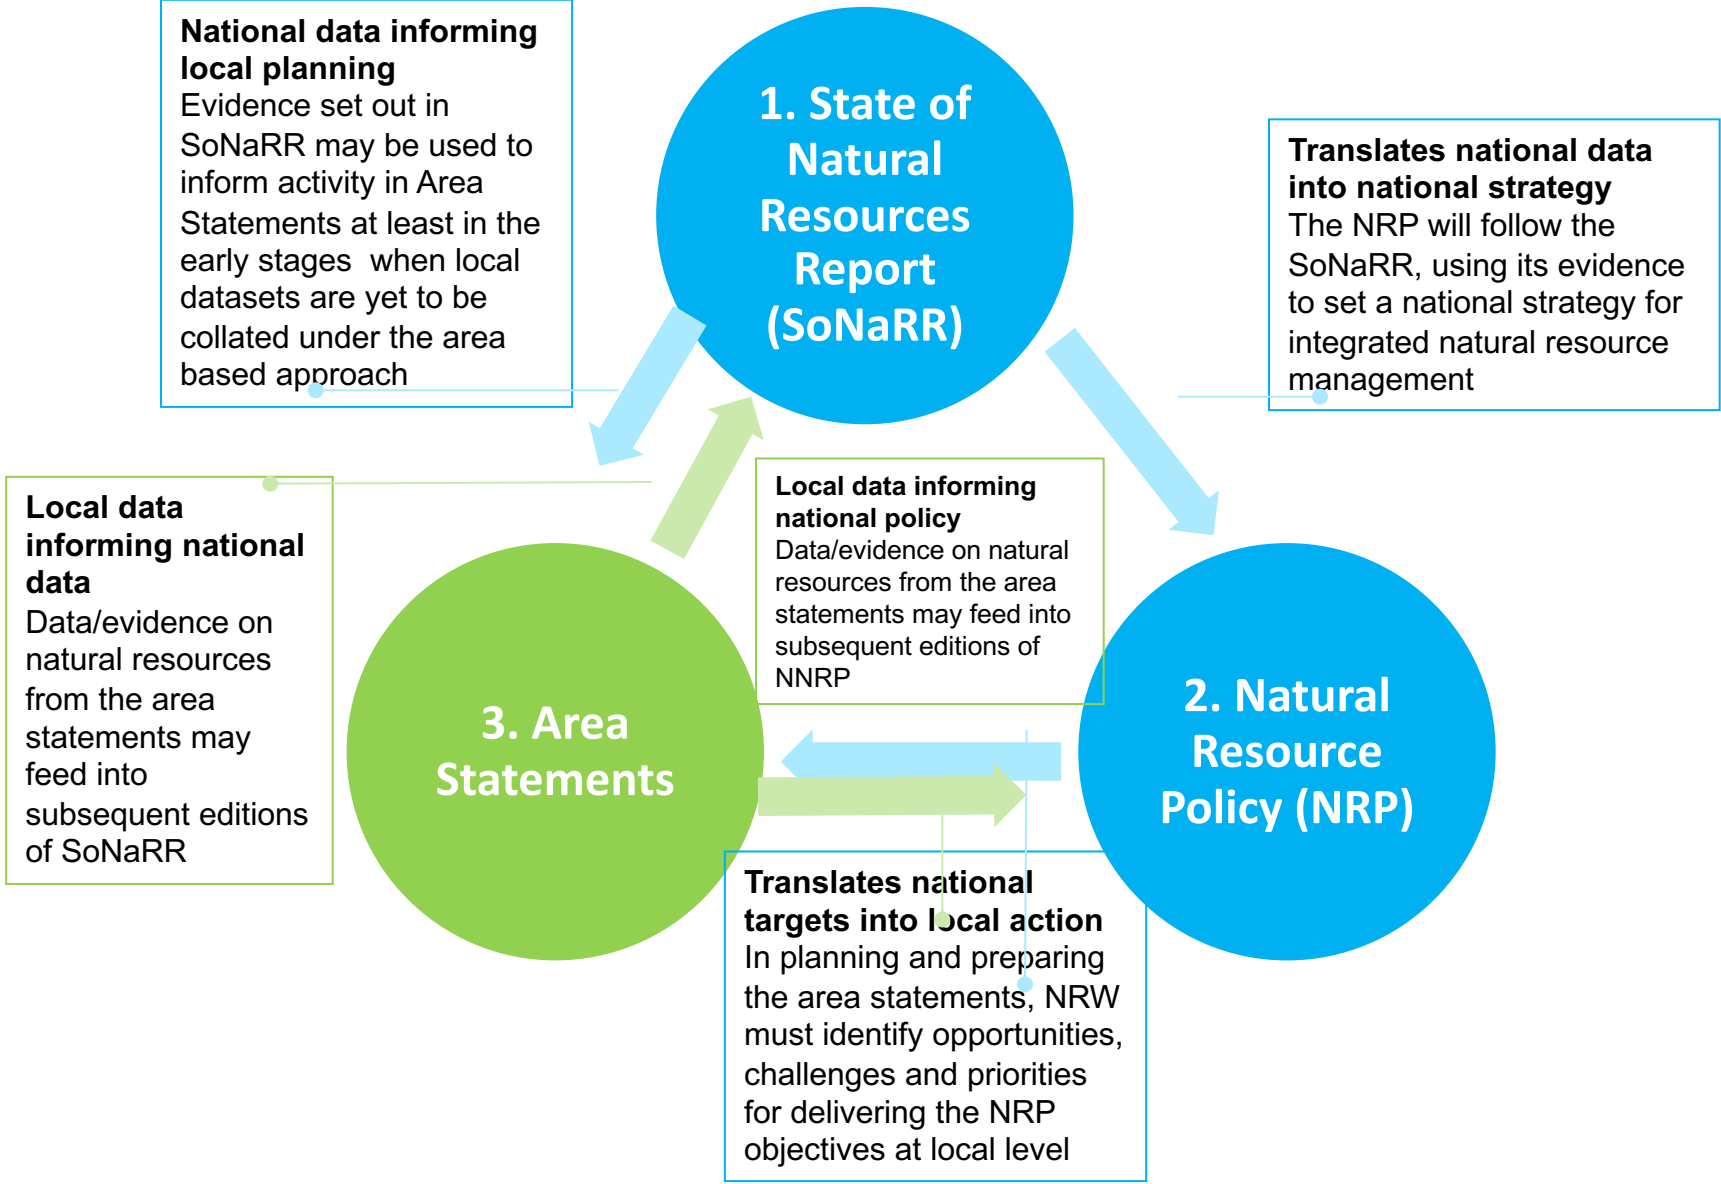 National data informing
local planning
Evidence set out in
SoNaRR may be used to
inform activity in Area
Statements at least in the
early stages  when local
datasets are yet to be
collated under the area
based approach
1. State of
Natural
Resources
Report
(SoNaRR)
Translates national data
into national strategy
The NRP will follow the
SoNaRR, using its evidence
to set a national strategy for
integrated natural resource
management
Local data
informing national
data
Data/evidence on
natural resources
from the area
statements may
feed into
subsequent editions
of SoNaRR
Local data informing
national policy
Data/evidence on natural
resources from the area
statements may feed into
subsequent editions of
NNRP
3. Area
Statements
2. Natural
Resource
Policy (NRP)
Translates national
targets into local action
In planning and preparing
the area statements, NRW
must identify opportunities,
challenges and priorities
for delivering the NRP
objectives at local level